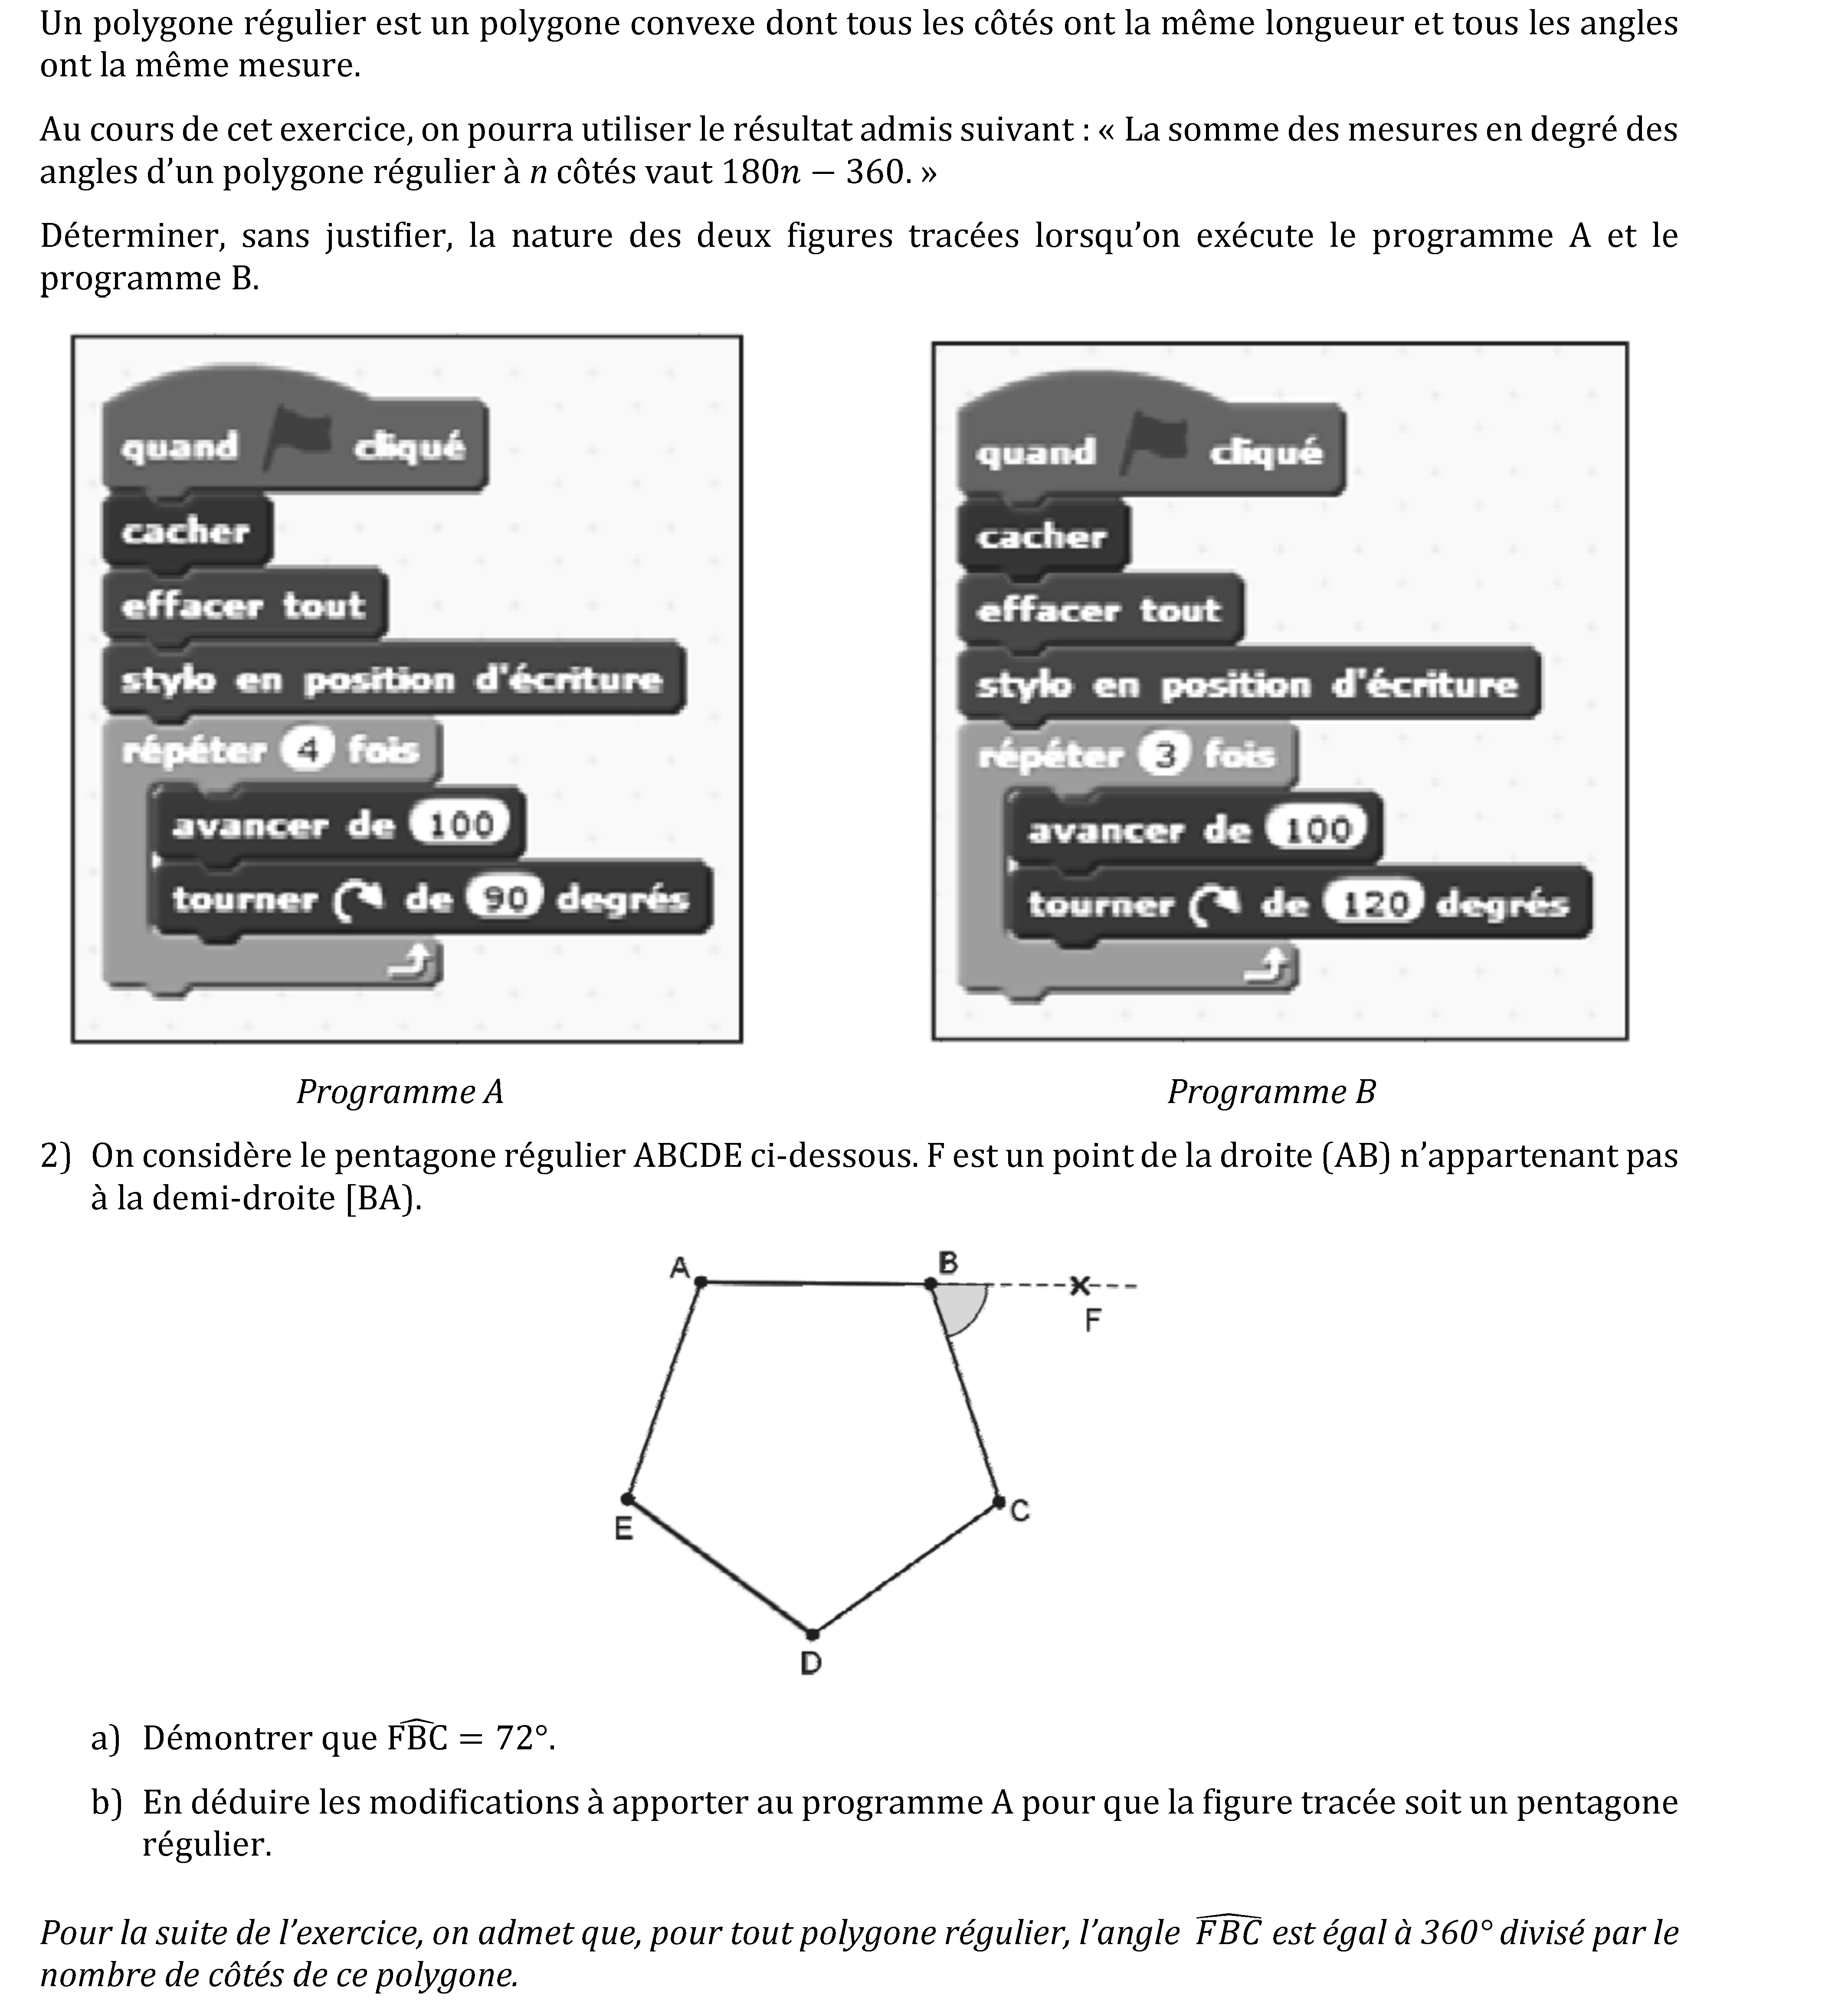 Un polygone régulier est un polygone convexe dont tous les côtés ont la même longueur et tous les angles
ont la même mesure.
Au cours de cet exercice, on pourra utiliser le résultat admis suivant : « La somme des mesures en degré des
angles d’un polygone régulier à n côtés vaut 180n − 360. »
Déterminer, sans justifier, la nature des deux figures tracées lorsqu’on exécute le programme A et le
programme B.
quand cliqué
cacher
effacer tout
stylo en position d'écriture
répéter 4 fois
avancer de 100
tourner de 90 degrés
Programme A
quand cliqué
cacher
effacer tout
stylo en position d'écriture
répéter 3 fois
avancer de 100
tourner de 120 degrés
Programme B
2) On considère le pentagone régulier ABCDE ci-dessous. F est un point de la droite (AB) n’appartenant pas
à la demi-droite [BA).
A
B
F
E
C
D
a) Démontrer que F̂BC = 72°.
b) En déduire les modifications à apporter au programme A pour que la figure tracée soit un pentagone
régulier.
Pour la suite de l’exercice, on admet que, pour tout polygone régulier, l’angle F̂BC est égal à 360° divisé par le
nombre de côtés de ce polygone.